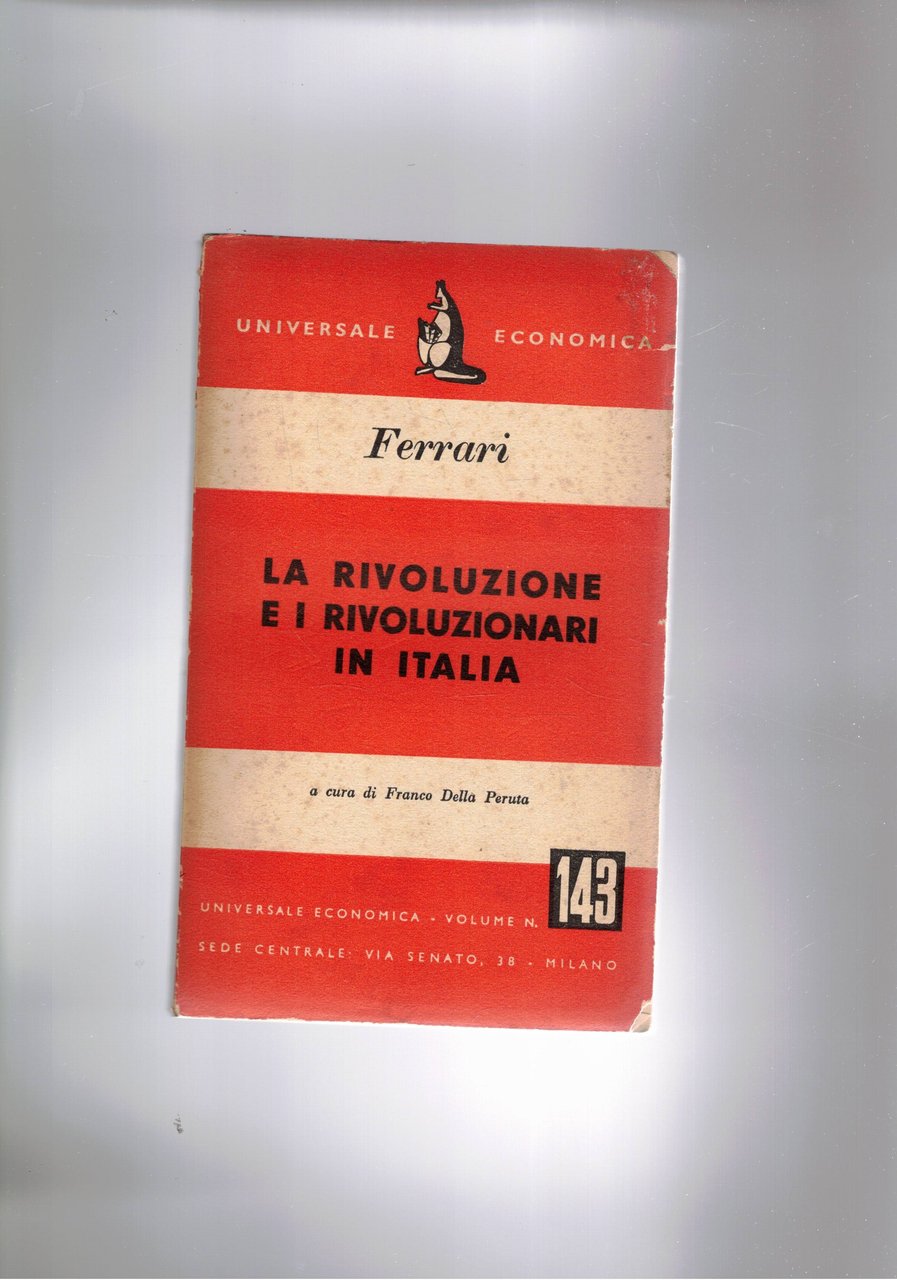 UNIVERSALE ECONOMICA
Ferrari
LA RIVOLUZIONE
E I RIVOLUZIONARI
IN ITALIA
a cura di Franco Della Peruta
UNIVERSALE ECONOMICA - VOLUME N. 143
SEDE CENTRALE: VIA SENATO, 38 - MILANO